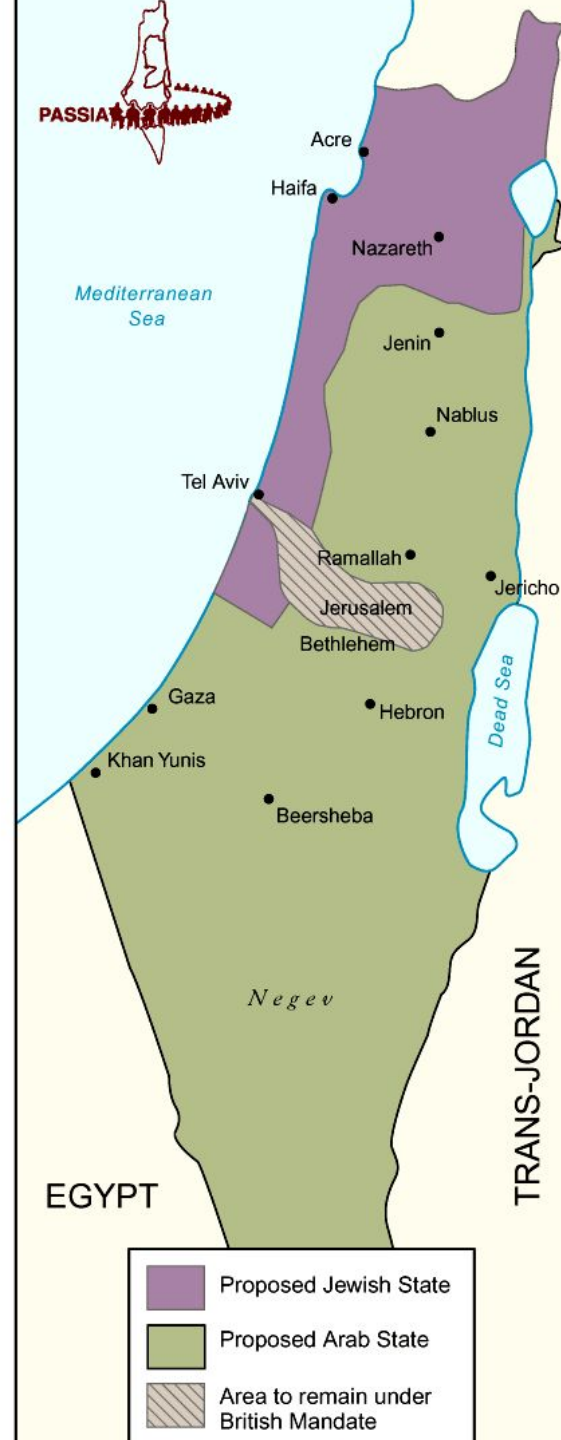 PASSIA
Acre
Haifa
Nazareth
Mediterranean
Sea
Jenin
Nablus
Tel Aviv
Ramallah
Jericho
Jerusalem
Bethlehem
Dead Sea
Gaza
Hebron
Khan Yunis
Beersheba
Negev
TRANS-JORDAN
EGYPT
Proposed Jewish State
Proposed Arab State
Area to remain under
British Mandate